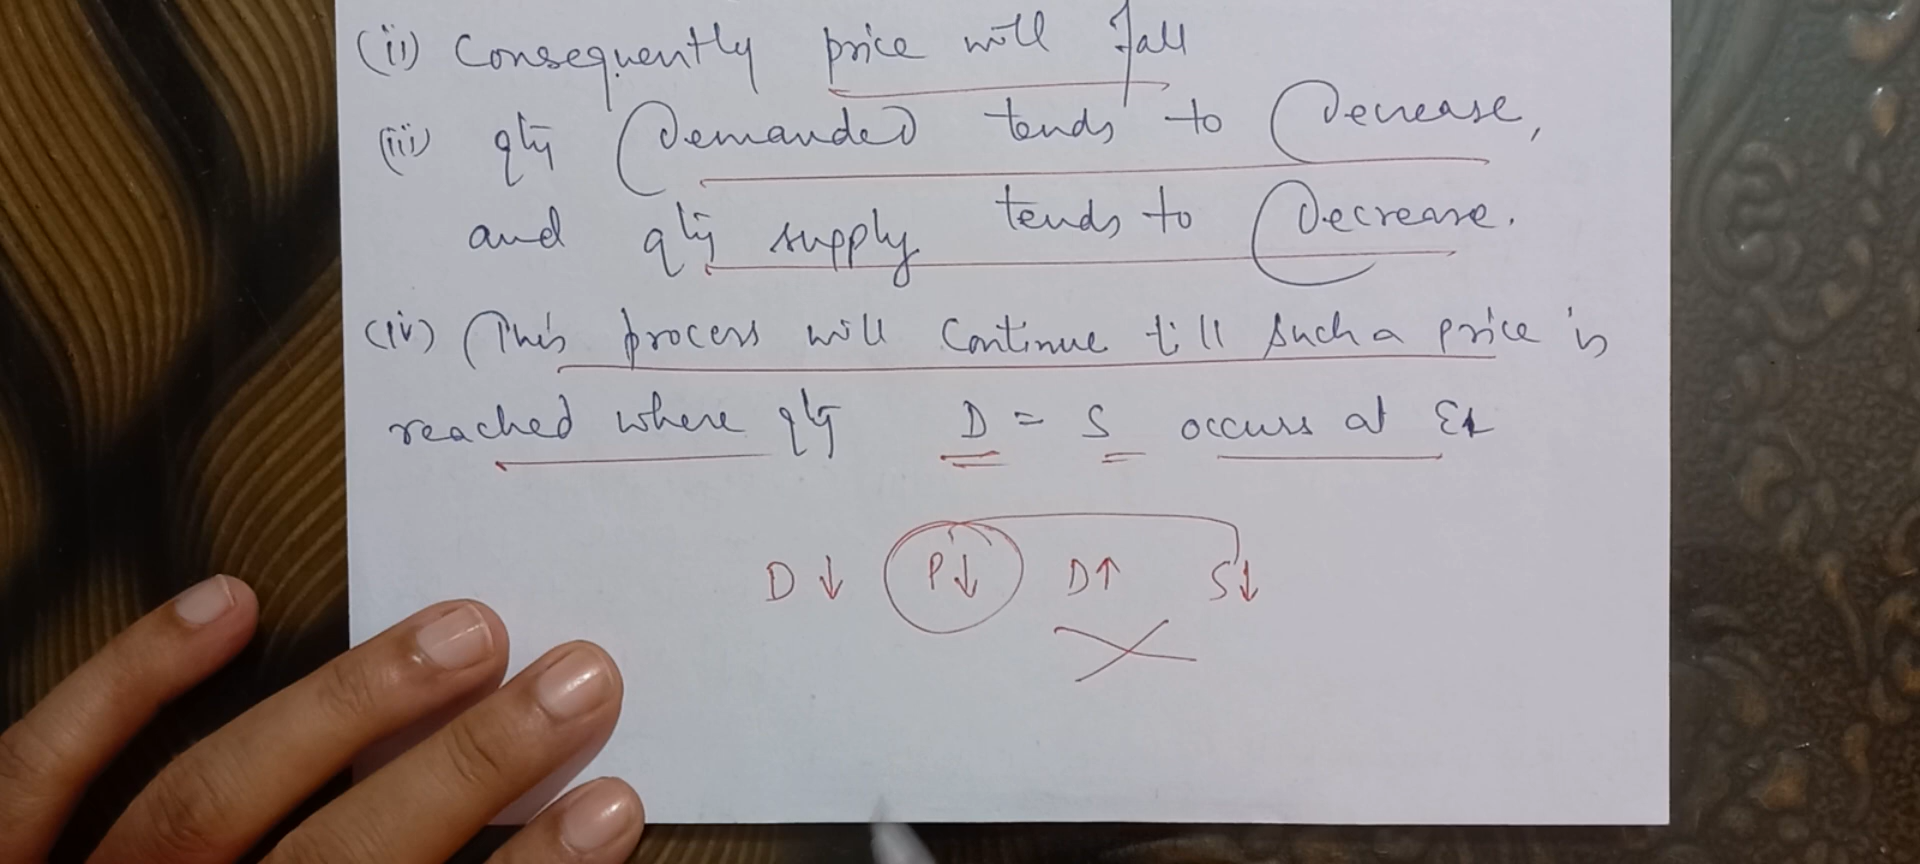 (ii) Consequently price will fall
(iii) qty Demanded tends to Decrease,
and qty supply tends to Decrease.
(iv) This process will continue till such a price is
reached where qty D = S occurs at E1
D ↓ P↓ D↑ S↓